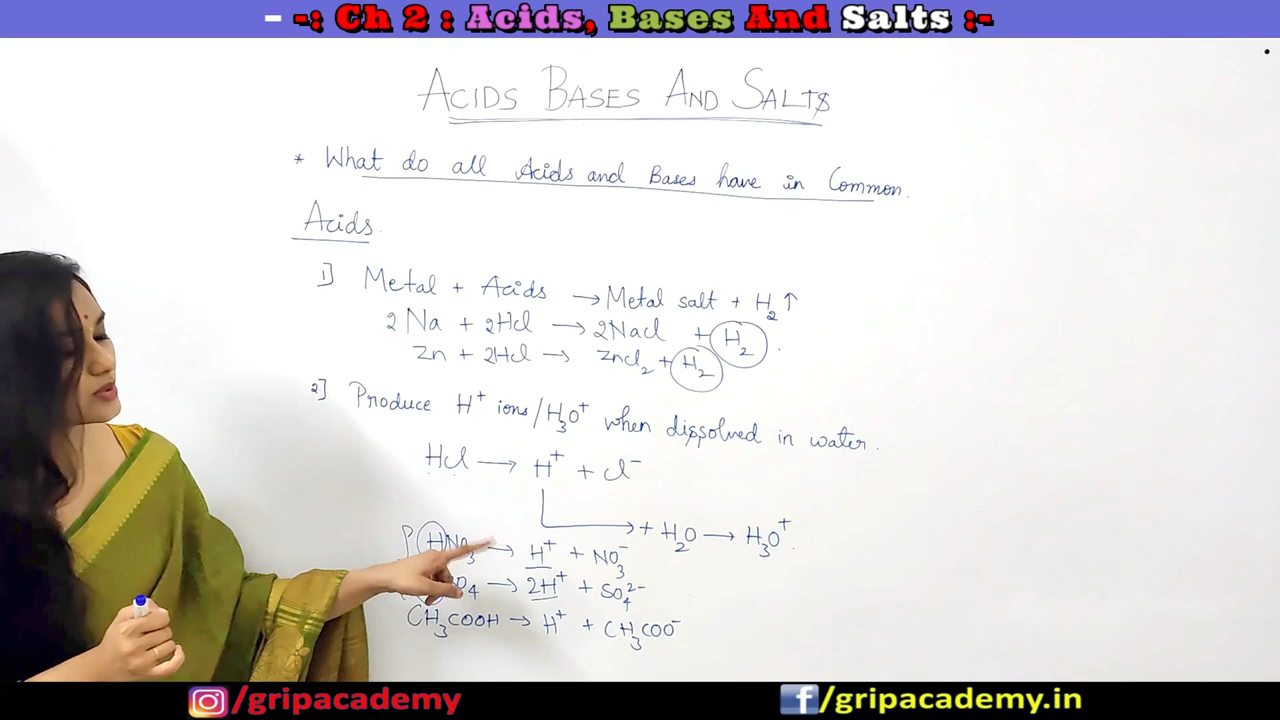 - -: Ch 2 : Acids, Bases And Salts :-
ACIDS BASES AND SALTS
* What do all Acids and Bases have in Common.
Acids.
1] Metal + Acids → Metal salt + H₂ ↑
2Na + 2Hcl → 2Nacl + H₂ .
Zn + 2Hcl → Zncl₂ + H₂
2] Produce H⁺ ions/H₃O⁺ when dissolved in water.
Hcl → H⁺ + cl⁻
+ H₂O → H₃O⁺.
HNO₃ → H⁺ + NO₃⁻
O₄ → 2H⁺ + SO₄²⁻
CH₃COOH → H⁺ + CH₃COO⁻
/gripacademy
f/gripacademy.in